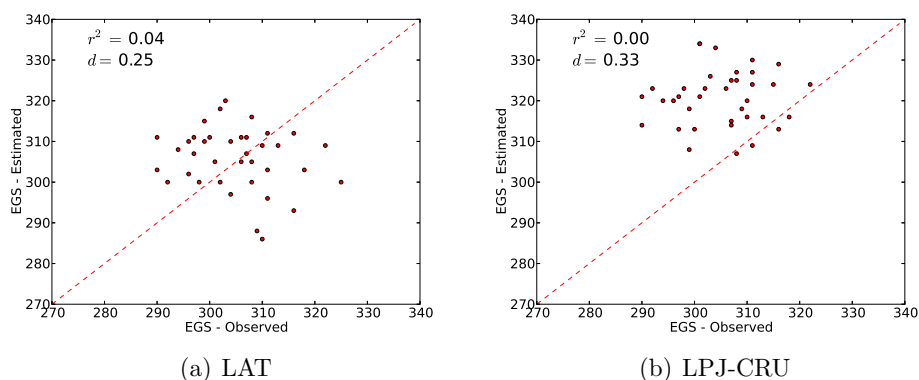 340
330
320
310
300
290
280
270
EGS - Estimated
r² = 0.04
d = 0.25
270 280 290 300 310 320 330 340
EGS - Observed
(a) LAT
340
330
320
310
300
290
280
270
EGS - Estimated
r² = 0.00
d = 0.33
270 280 290 300 310 320 330 340
EGS - Observed
(b) LPJ-CRU